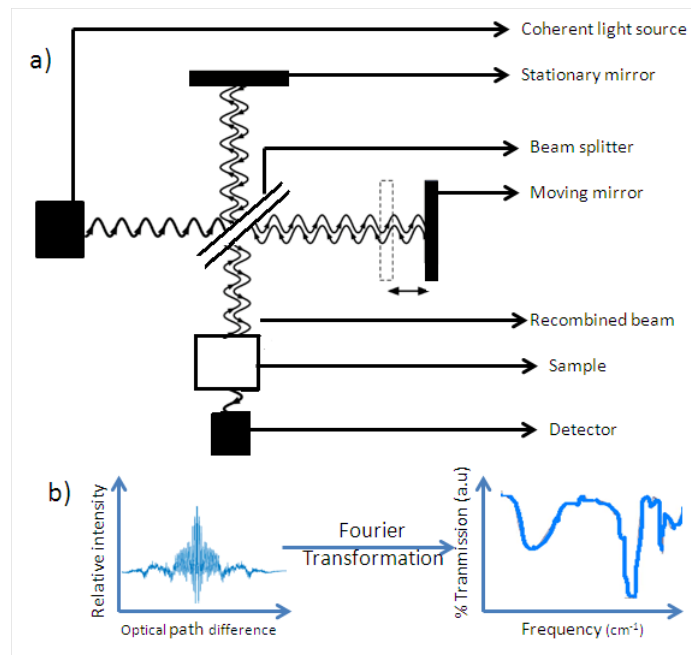 a)
Coherent light source
Stationary mirror
Beam splitter
Moving mirror
Recombined beam
Sample
Detector
b)
Relative intensity
Optical path difference
Fourier
Transformation
% Tranmission (a.u)
Frequency (cm⁻¹)